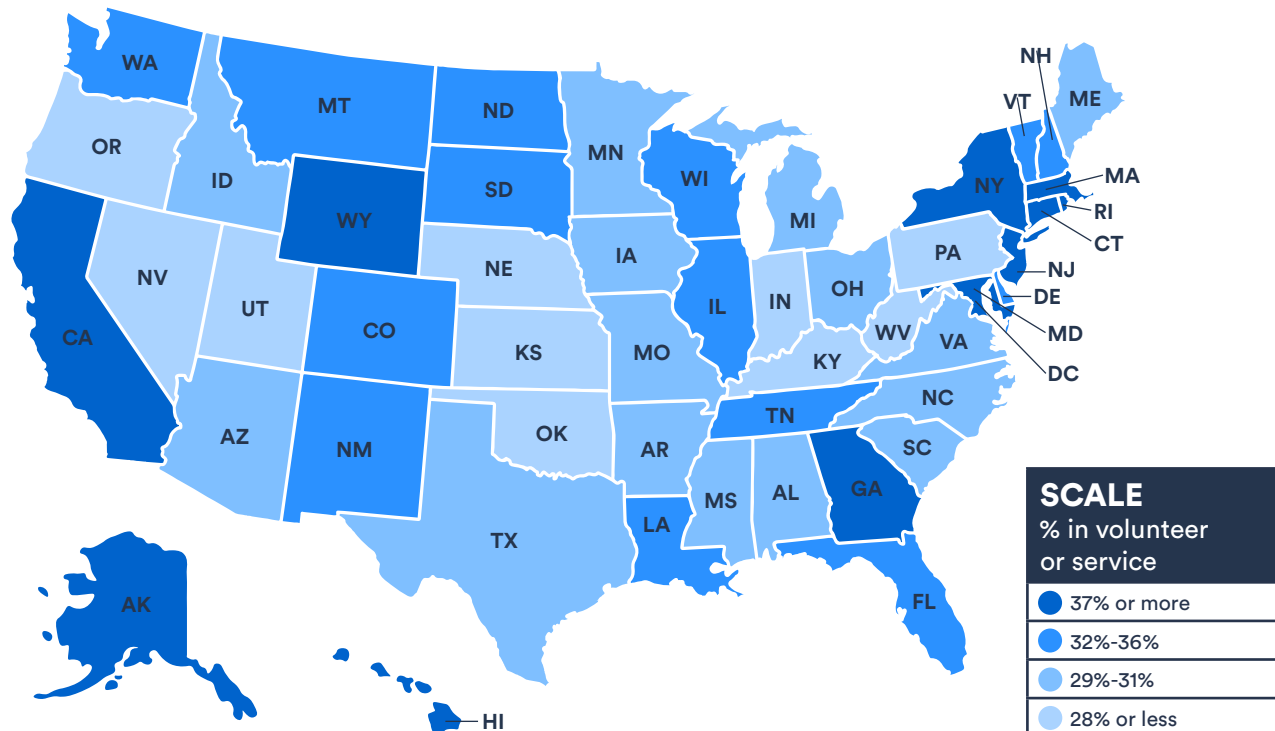 NH
WA
ME
MT
ND
VT
OR
MN
ID
WI
SD
NY
MA
WY
MI
RI
CT
IA
PA
NE
NV
NJ
UT
IN
OH
DE
IL
CO
WV
MD
CA
KS
MO
VA
KY
DC
NC
TN
AZ
OK
NM
AR
SC
GA
MS
AL
LA
TX
AK
FL
HI
SCALE
% in volunteer
or service
37% or more
32%-36%
29%-31%
28% or less